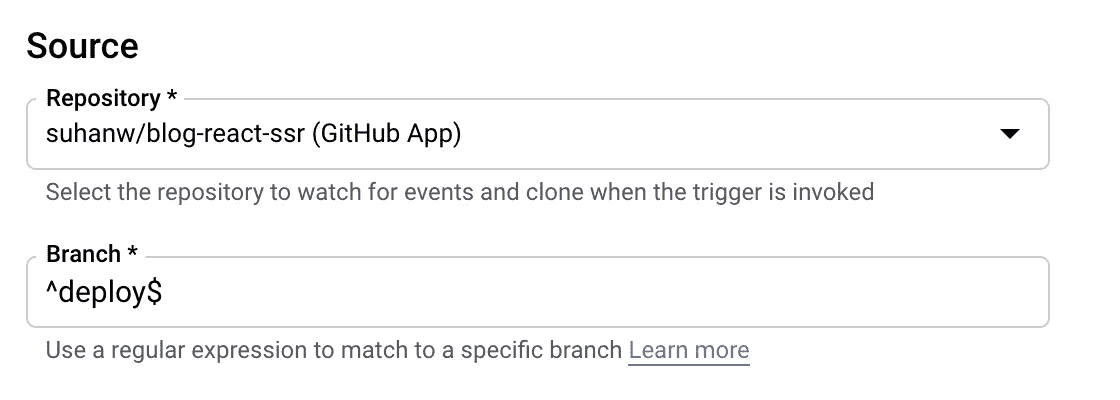 Source
Repository *
suhanw/blog-react-ssr (GitHub App)
Select the repository to watch for events and clone when the trigger is invoked
Branch *
^deploy$
Use a regular expression to match to a specific branch Learn more